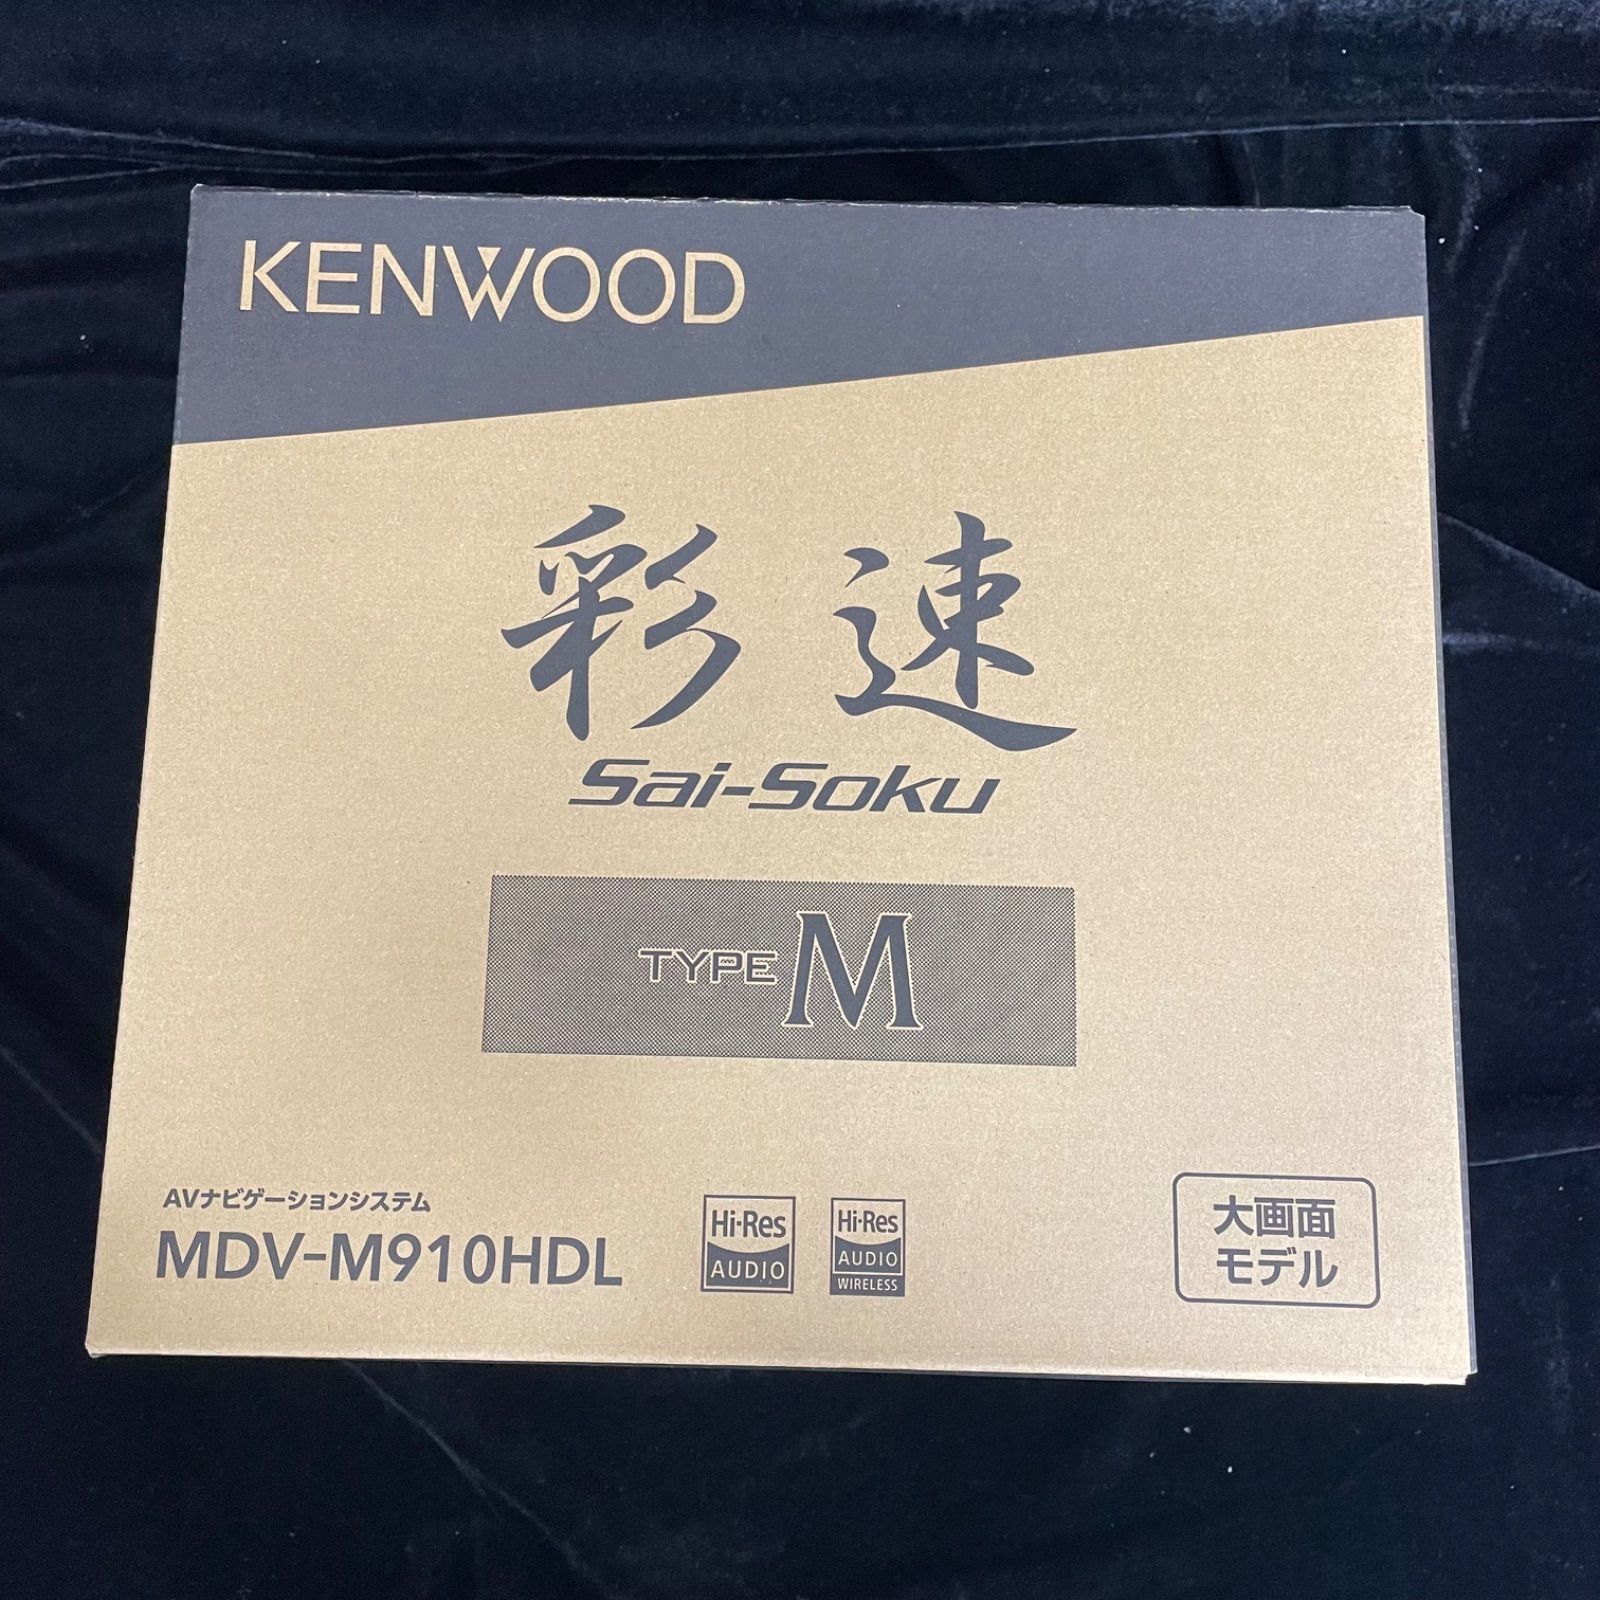 KENWOOD
彩速
Sai-Soku
TYPE M
AVナビゲーションシステム
MDV-M910HDL
Hi-Res
AUDIO
Hi-Res
AUDIO
WIRELESS
大画面
モデル